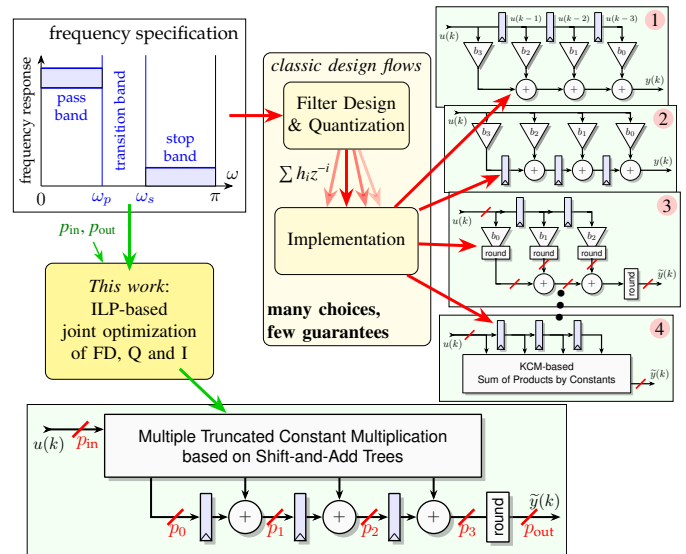 frequency specification
frequency response
pass
band
transition band
stop
band
ω
0
ω_p
ω_s
π
p_in, p_out
This work:
ILP-based
joint optimization
of FD, Q and I
classic design flows
Filter Design
& Quantization
∑ h_i z^{-i}
Implementation
many choices,
few guarantees
1
u(k)
u(k−1)
u(k−2)
u(k−3)
b_3
b_2
b_1
b_0
+
+
+
y(k)
2
u(k)
b_3
b_2
b_1
b_0
+
+
+
y(k)
3
u(k)
b_0
b_1
b_2
round
round
round
+
+
round
ỹ(k)
4
u(k)
KCM-based
Sum of Products by Constants
ỹ(k)
u(k)
p_in
Multiple Truncated Constant Multiplication
based on Shift-and-Add Trees
p_0
+
p_1
+
p_2
+
p_3
round
ỹ(k)
p_out